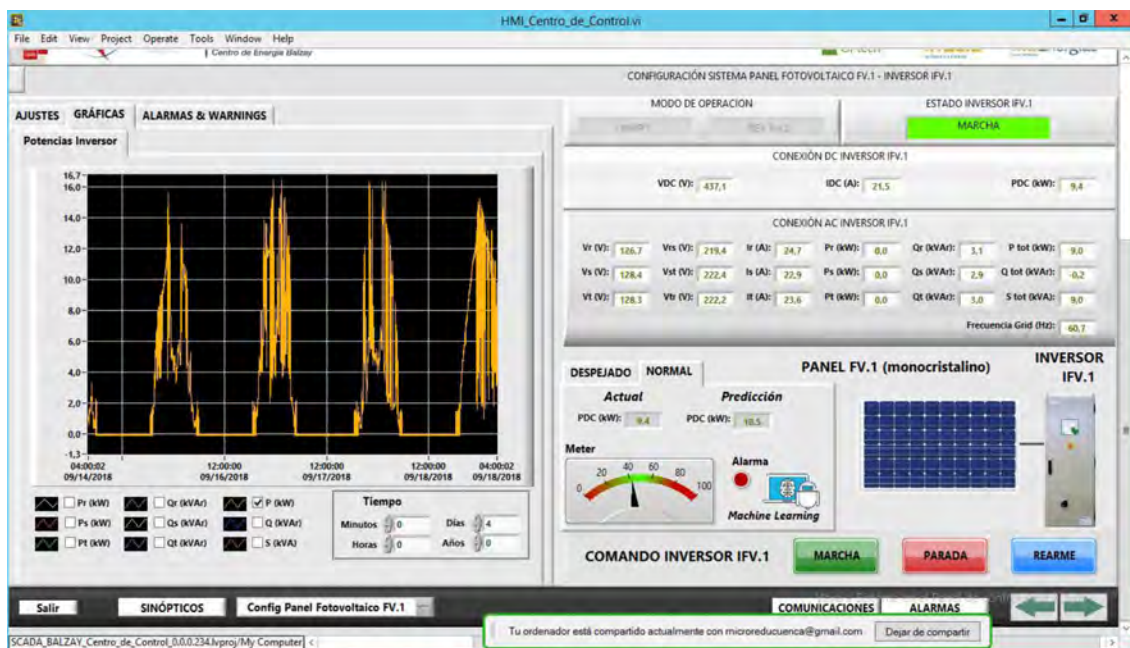 HMI_Centro_de_Control.vi
File Edit View Project Operate Tools Window Help
Centro de Energia Balzay
CONFIGURACIÓN SISTEMA PANEL FOTOVOLTAICO FV.1 - INVERSOR IFV.1
AJUSTES GRÁFICAS ALARMAS & WARNINGS
Potencias Inversor
MODO DE OPERACION
ESTADO INVERSOR IFV.1
MARCHA
CONEXIÓN DC INVERSOR IFV.1
VDC (V): 437,1 IDC (A): 21,5 PDC (kW): 9,4
CONEXIÓN AC INVERSOR IFV.1
Vr (V): 126,7 Vrs (V): 219,4 Ir (A): 24,7 Pr (kW): 0,0 Qr (kVAr): 3,1 P tot (kW): 9,0
Vs (V): 128,4 Vst (V): 222,4 Is (A): 22,9 Ps (kW): 0,0 Qs (kVAr): 2,9 Q tot (kVAr): -0,2
Vt (V): 128,3 Vtr (V): 222,2 It (A): 23,6 Pt (kW): 0,0 Qt (kVAr): 3,0 S tot (kVA): 9,0
Frecuencia Grid (Hz): 60,7
16,7
16,0
14,0
12,0
10,0
8,0
6,0
4,0
2,0
0,0
-1,3
04:00:02 12:00:00 12:00:00 12:00:00 04:00:02
09/14/2018 09/16/2018 09/17/2018 09/18/2018 09/18/2018
Pr (kW) Qr (kVAr) P (kW)
Ps (kW) Qs (kVAr) Q (kVAr)
Pt (kW) Qt (kVAr) S (kVA)
Tiempo
Minutos 0 Días 4
Horas 0 Años 0
DESPEJADO NORMAL
Actual Predicción
PDC (kW): 9,4 PDC (kW): 10,5
Meter
0 20 40 60 80 100
Alarma
Machine Learning
PANEL FV.1 (monocristalino)
INVERSOR
IFV.1
COMANDO INVERSOR IFV.1 MARCHA PARADA REARME
Salir SINÓPTICOS Config Panel Fotovoltaico FV.1 COMUNICACIONES ALARMAS
Tu ordenador está compartido actualmente con microreducuenca@gmail.com Dejar de compartir
SCADA_BALZAY_Centro_de_Control_0.0.0.234.lvproj/My Computer